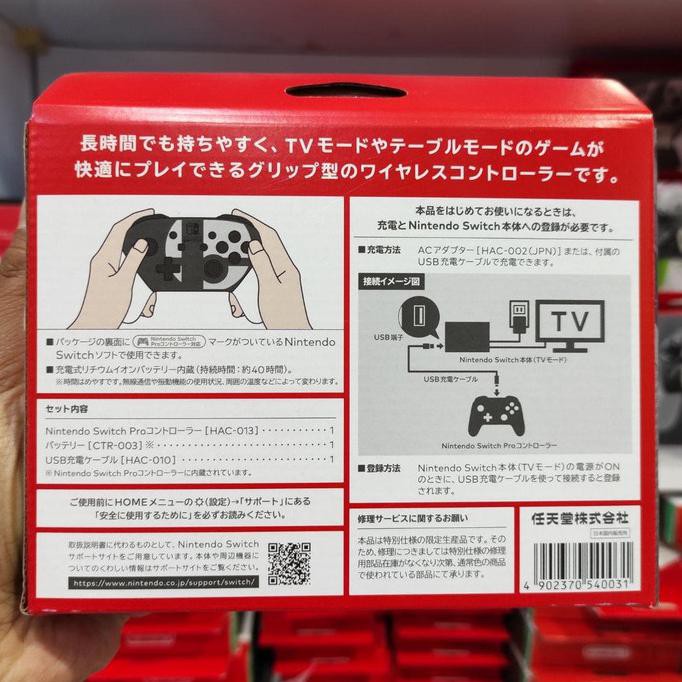 長時間でも持ちやすく、TVモードやテーブルモードのゲームが
快適にプレイできるグリップ型のワイヤレスコントローラーです。
■パッケージの裏面に Nintendo Switch Proコントローラー対応 マークがついているNintendo
Switchソフトで使用できます。
■充電式リチウムイオンバッテリー内蔵(持続時間:約40時間)。
※時間はめやすです。無線通信や振動機能の使用状況、周囲の温度などによって変わります。
セット内容
Nintendo Switch Proコントローラー[HAC-013]‥‥‥‥‥1
バッテリー[CTR-003]※‥‥‥‥‥‥‥‥‥‥‥‥1
USB充電ケーブル[HAC-010]‥‥‥‥‥‥‥‥‥‥1
※Nintendo Switch Proコントローラーに内蔵されています。
ご使用前にHOMEメニューの(設定)→「サポート」にある
「安全に使用するために」を必ずお読みください。
取扱説明書に代わるものとして、Nintendo Switch
サポートサイトをご用意しています。本体や周辺機器に
ついてのくわしい情報はサポートサイトをご覧ください。
https://www.nintendo.co.jp/support/switch/
本品をはじめてお使いになるときは、
充電とNintendo Switch本体への登録が必要です。
■充電方法 ACアダプター[HAC-002(JPN)]または、付属の
USB充電ケーブルで充電できます。
接続イメージ図
USB端子
TV
Nintendo Switch本体(TVモード)
USB充電ケーブル
Nintendo Switch Proコントローラー
■登録方法 Nintendo Switch本体(TVモード)の電源がON
のときに、USB充電ケーブルを使って接続すると登録
されます。
修理サービスに関するお願い
本品は特別仕様の限定生産品です。そ
のため、修理につきましては特別仕様の修理
用部品在庫がなくなり次第、通常色の商品
で使われている部品にて承ります。
任天堂株式会社
日本国内販売用
4 902370 540031